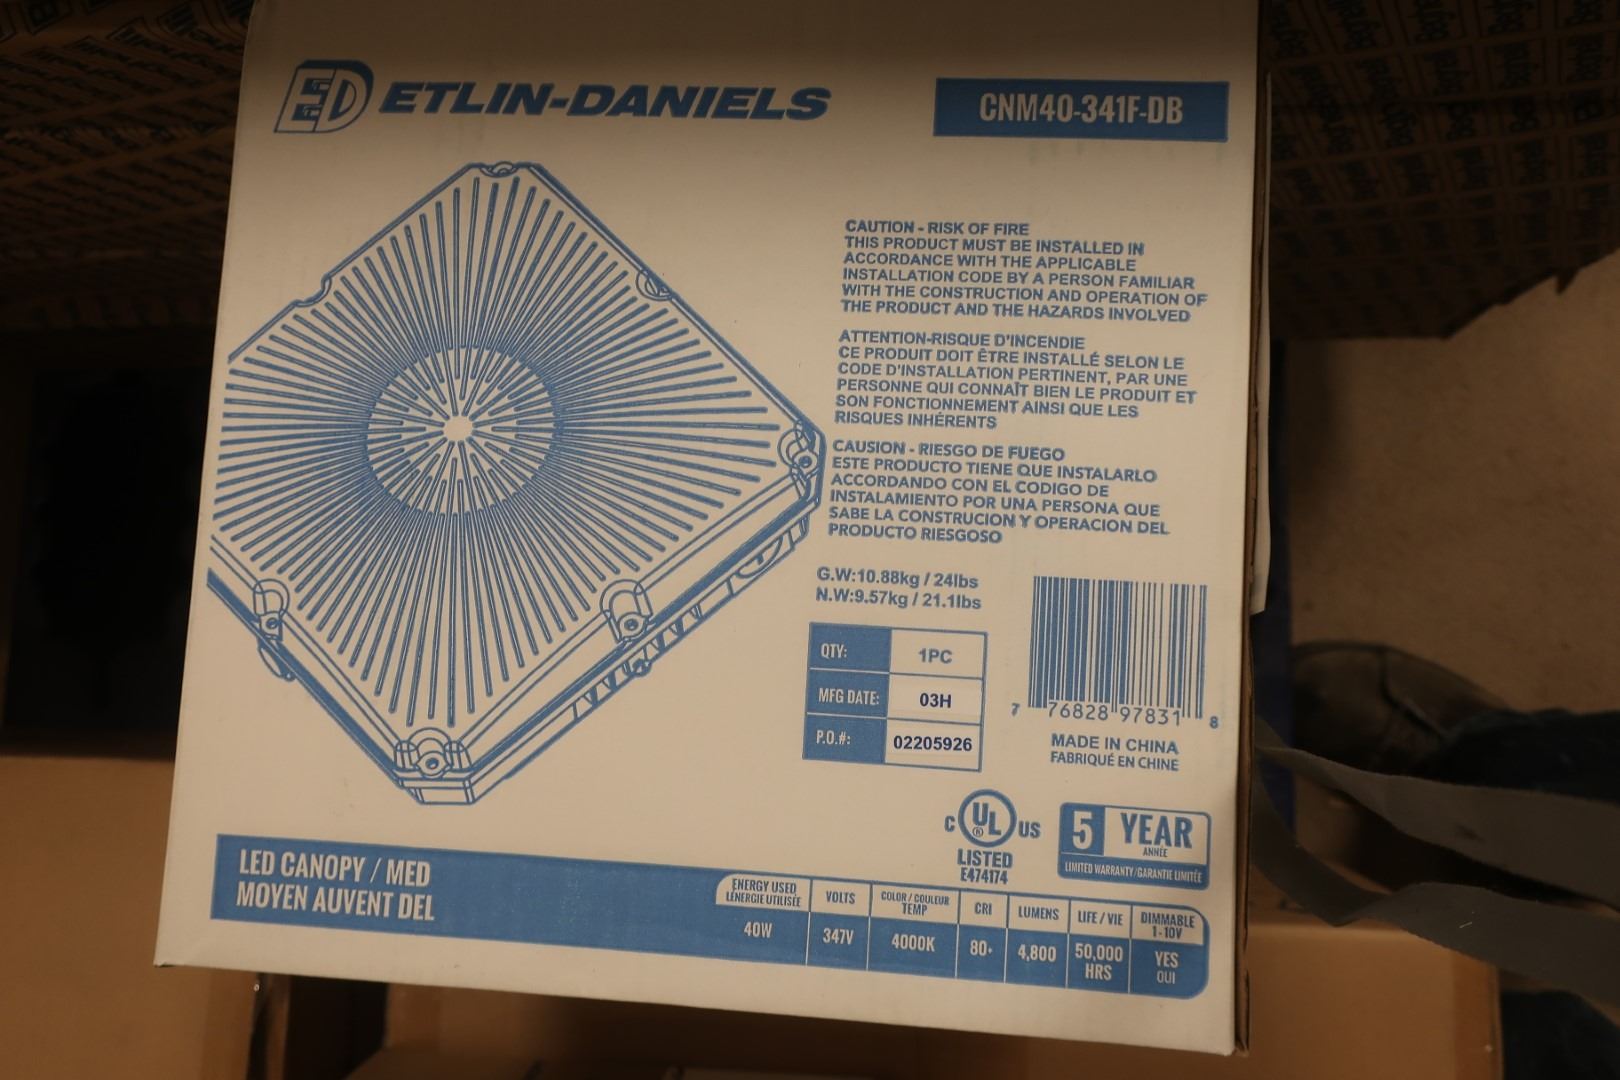 ED ETLIN-DANIELS
CNM40-341F-DB
CAUTION - RISK OF FIRE
THIS PRODUCT MUST BE INSTALLED IN
ACCORDANCE WITH THE APPLICABLE
INSTALLATION CODE BY A PERSON FAMILIAR
WITH THE CONSTRUCTION AND OPERATION OF
THE PRODUCT AND THE HAZARDS INVOLVED
ATTENTION-RISQUE D'INCENDIE
CE PRODUIT DOIT ÊTRE INSTALLÉ SELON LE
CODE D'INSTALLATION PERTINENT, PAR UNE
PERSONNE QUI CONNAÎT BIEN LE PRODUIT ET
SON FONCTIONNEMENT AINSI QUE LES
RISQUES INHÉRENTS
CAUSION - RIESGO DE FUEGO
ESTE PRODUCTO TIENE QUE INSTALARLO
ACCORDANDO CON EL CODIGO DE
INSTALAMIENTO POR UNA PERSONA QUE
SABE LA CONSTRUCION Y OPERACION DEL
PRODUCTO RIESGOSO
G.W:10.88kg / 24lbs
N.W:9.57kg / 21.1lbs
QTY: 1PC
MFG DATE: 03H
P.O.#: 02205926
7 76828 97831 8
MADE IN CHINA
FABRIQUÉ EN CHINE
C UL ® US
LISTED
E474174
5 YEAR
ANNÉE
LIMITED WARRANTY/GARANTIE LIMITÉE
LED CANOPY / MED
MOYEN AUVENT DEL
ENERGY USED
LÉNERGIE UTILISÉE
40W
VOLTS
347V
COLOR / COULEUR
TEMP
4000K
CRI
80+
LUMENS
4,800
LIFE / VIE
50,000
HRS
DIMMABLE
1-10V
YES
OUI